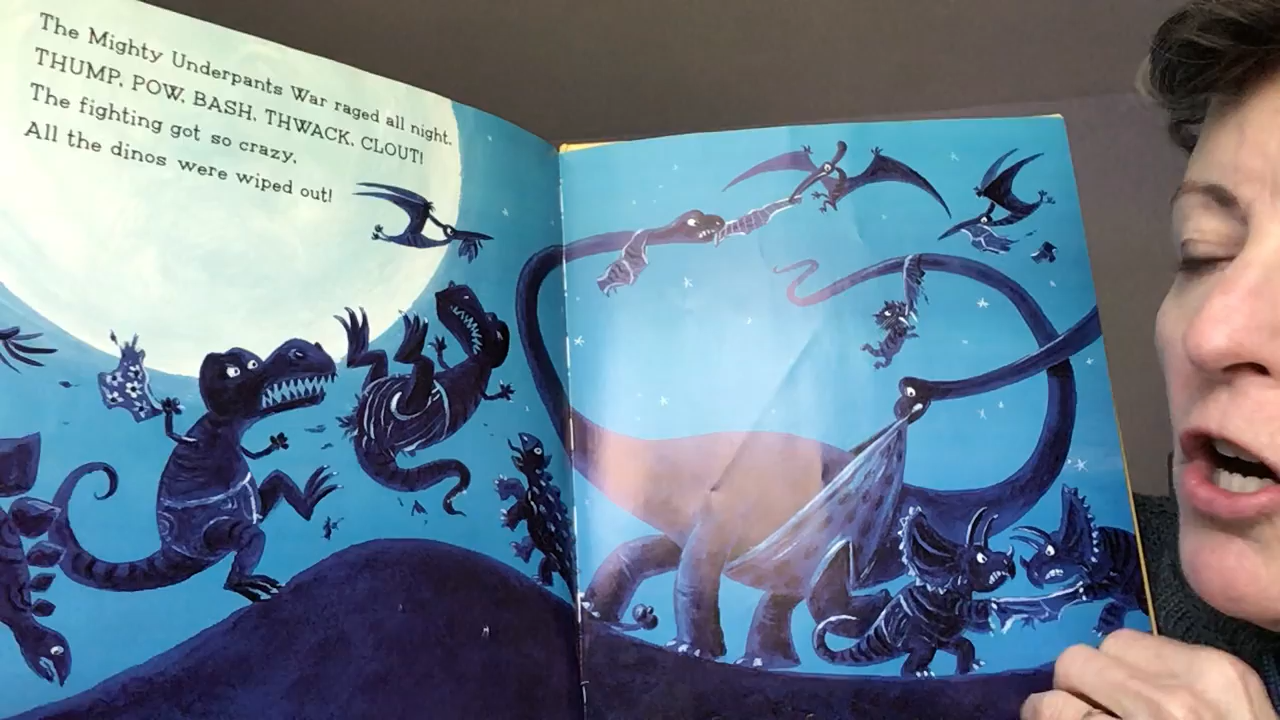 The Mighty Underpants War raged all night.
THUMP, POW, BASH, THWACK, CLOUT!
The fighting got so crazy,
All the dinos were wiped out!